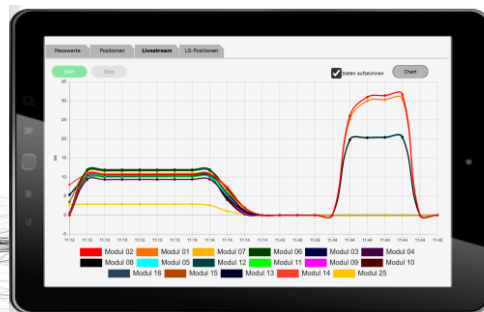 Messwerte Positionen Livestream LS-Positionen
Start Stop Daten aufzeichnen Chart
35
30
25
20
15
10
5
0
-5
Modul 02 Modul 01 Modul 07 Modul 06 Modul 03 Modul 04
Modul 08 Modul 05 Modul 12 Modul 11 Modul 09 Modul 10
Modul 16 Modul 15 Modul 13 Modul 14 Modul 25